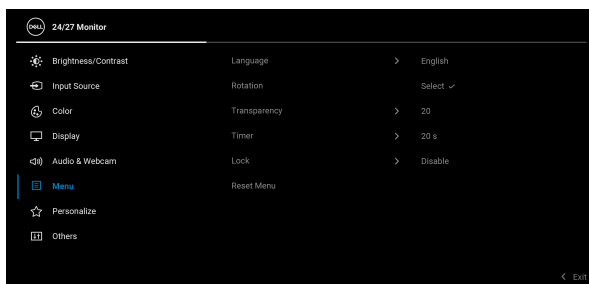 DELL 24/27 Monitor
Brightness/Contrast Language > English
Input Source Rotation Select ✓
Color Transparency > 20
Display Timer > 20 s
Audio & Webcam Lock > Disable
Menu Reset Menu
Personalize
Others
< Exit